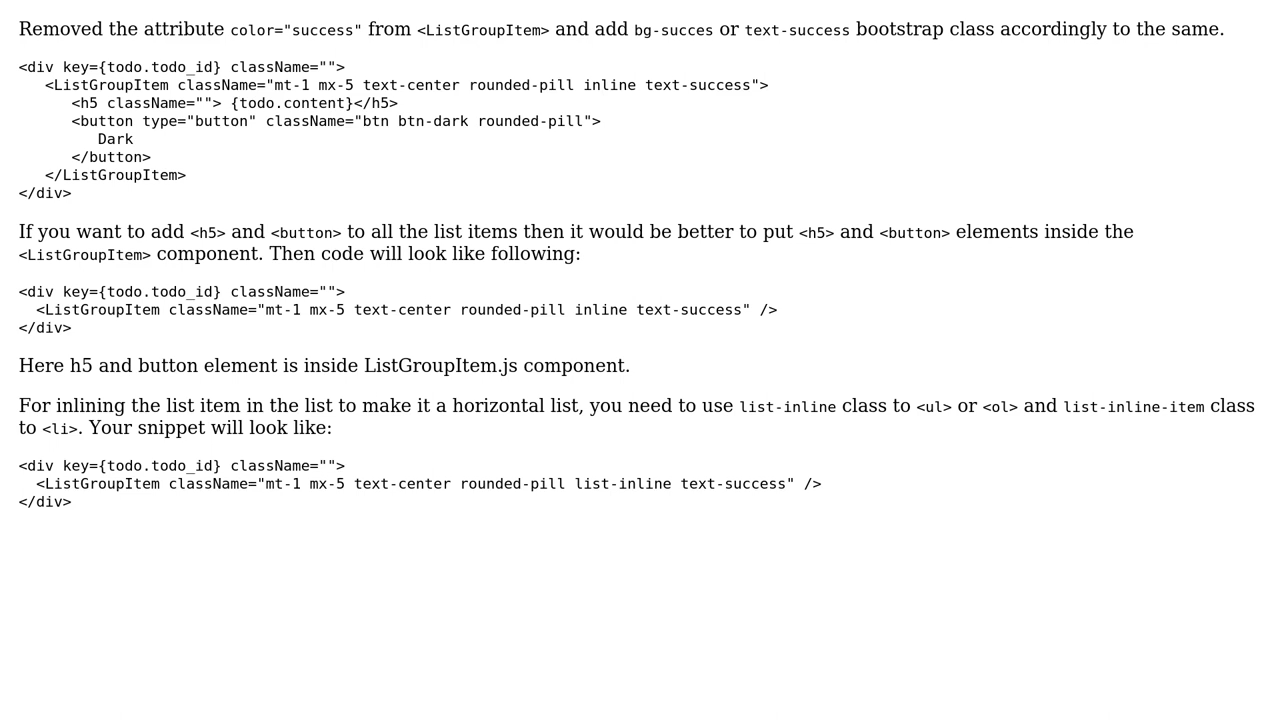 Removed the attribute color="success" from <ListGroupItem> and add bg-succes or text-success bootstrap class accordingly to the same.
<div key={todo.todo_id} className="">
   <ListGroupItem className="mt-1 mx-5 text-center rounded-pill inline text-success">
      <h5 className=""> {todo.content}</h5>
      <button type="button" className="btn btn-dark rounded-pill">
         Dark
      </button>
   </ListGroupItem>
</div>
If you want to add <h5> and <button> to all the list items then it would be better to put <h5> and <button> elements inside the
<ListGroupItem> component. Then code will look like following:
<div key={todo.todo_id} className="">
  <ListGroupItem className="mt-1 mx-5 text-center rounded-pill inline text-success" />
</div>
Here h5 and button element is inside ListGroupItem.js component.
For inlining the list item in the list to make it a horizontal list, you need to use list-inline class to <ul> or <ol> and list-inline-item class
to <li>. Your snippet will look like:
<div key={todo.todo_id} className="">
  <ListGroupItem className="mt-1 mx-5 text-center rounded-pill list-inline text-success" />
</div>